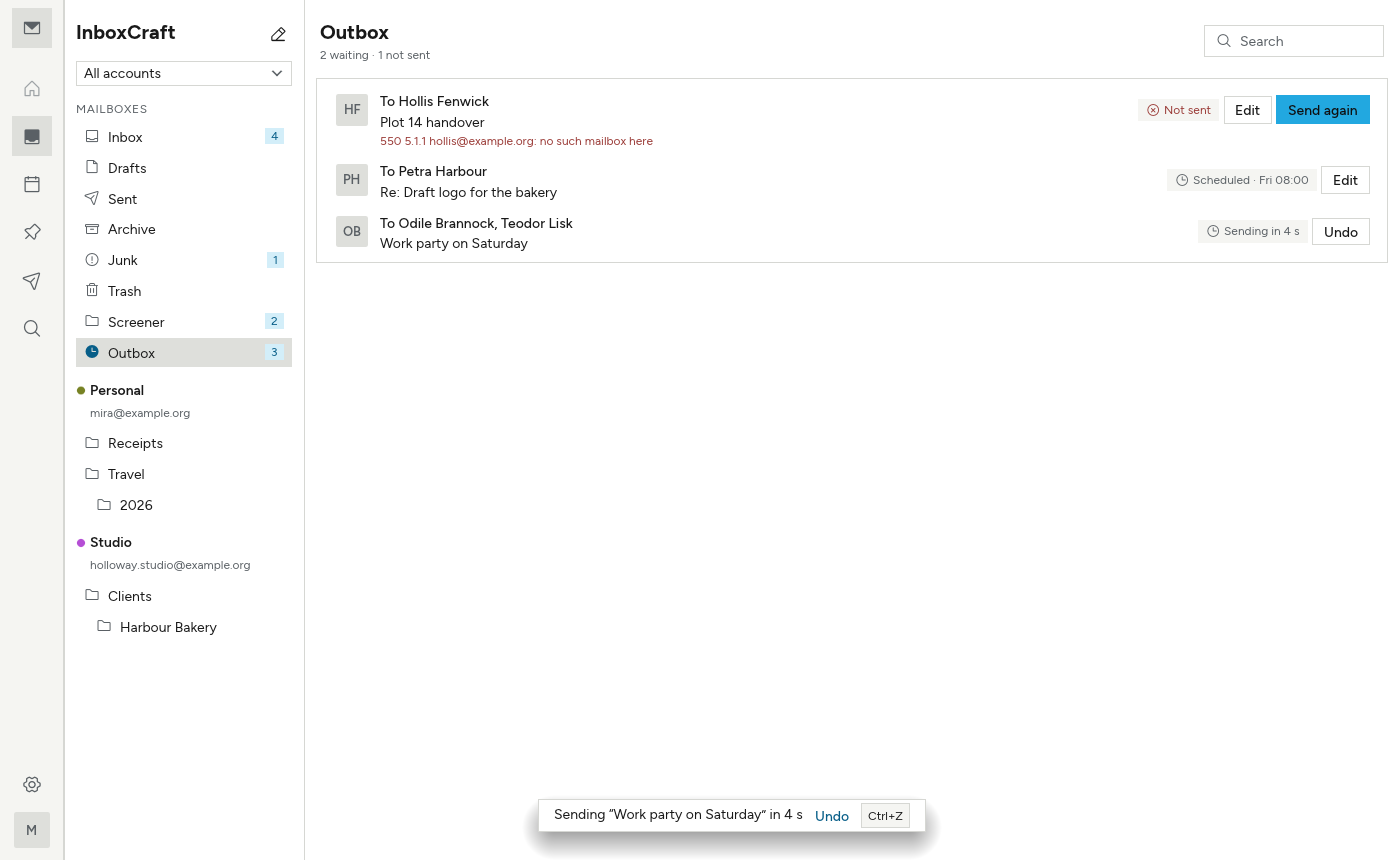 InboxCraft
All accounts
MAILBOXES
Inbox 4
Drafts
Sent
Archive
Junk 1
Trash
Screener 2
Outbox 3
Personal
mira@example.org
Receipts
Travel
2026
Studio
holloway.studio@example.org
Clients
Harbour Bakery
M
Outbox
2 waiting · 1 not sent
Search
HF
To Hollis Fenwick
Plot 14 handover
550 5.1.1 hollis@example.org: no such mailbox here
Not sent
Edit
Send again
PH
To Petra Harbour
Re: Draft logo for the bakery
Scheduled · Fri 08:00
Edit
OB
To Odile Brannock, Teodor Lisk
Work party on Saturday
Sending in 4 s
Undo
Sending “Work party on Saturday” in 4 s Undo Ctrl+Z